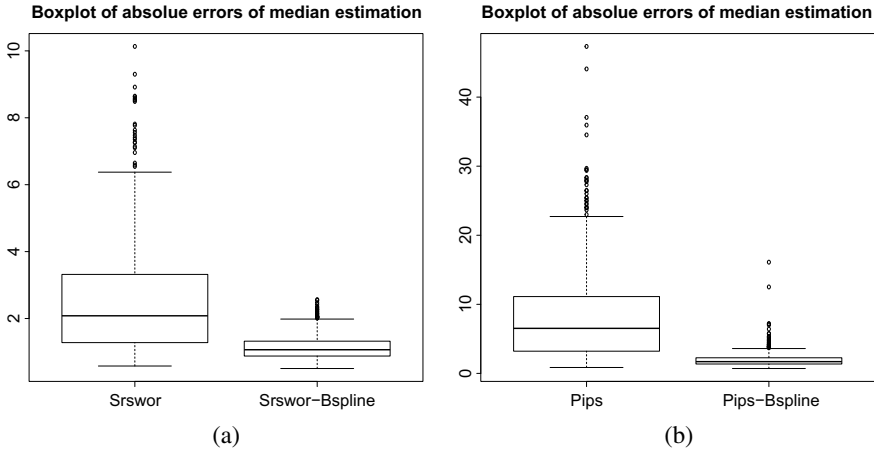 Boxplot of absolue errors of median estimation
10
8
6
4
2
Srswor
Srswor−Bspline
(a)
Boxplot of absolue errors of median estimation
40
30
20
10
0
Pips
Pips−Bspline
(b)